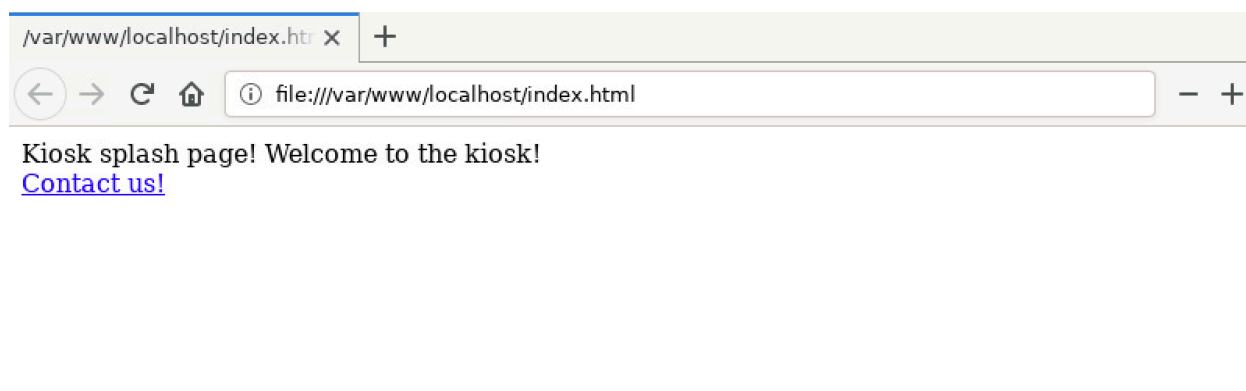 /var/www/localhost/index.htm
file:///var/www/localhost/index.html
Kiosk splash page! Welcome to the kiosk!
Contact us!